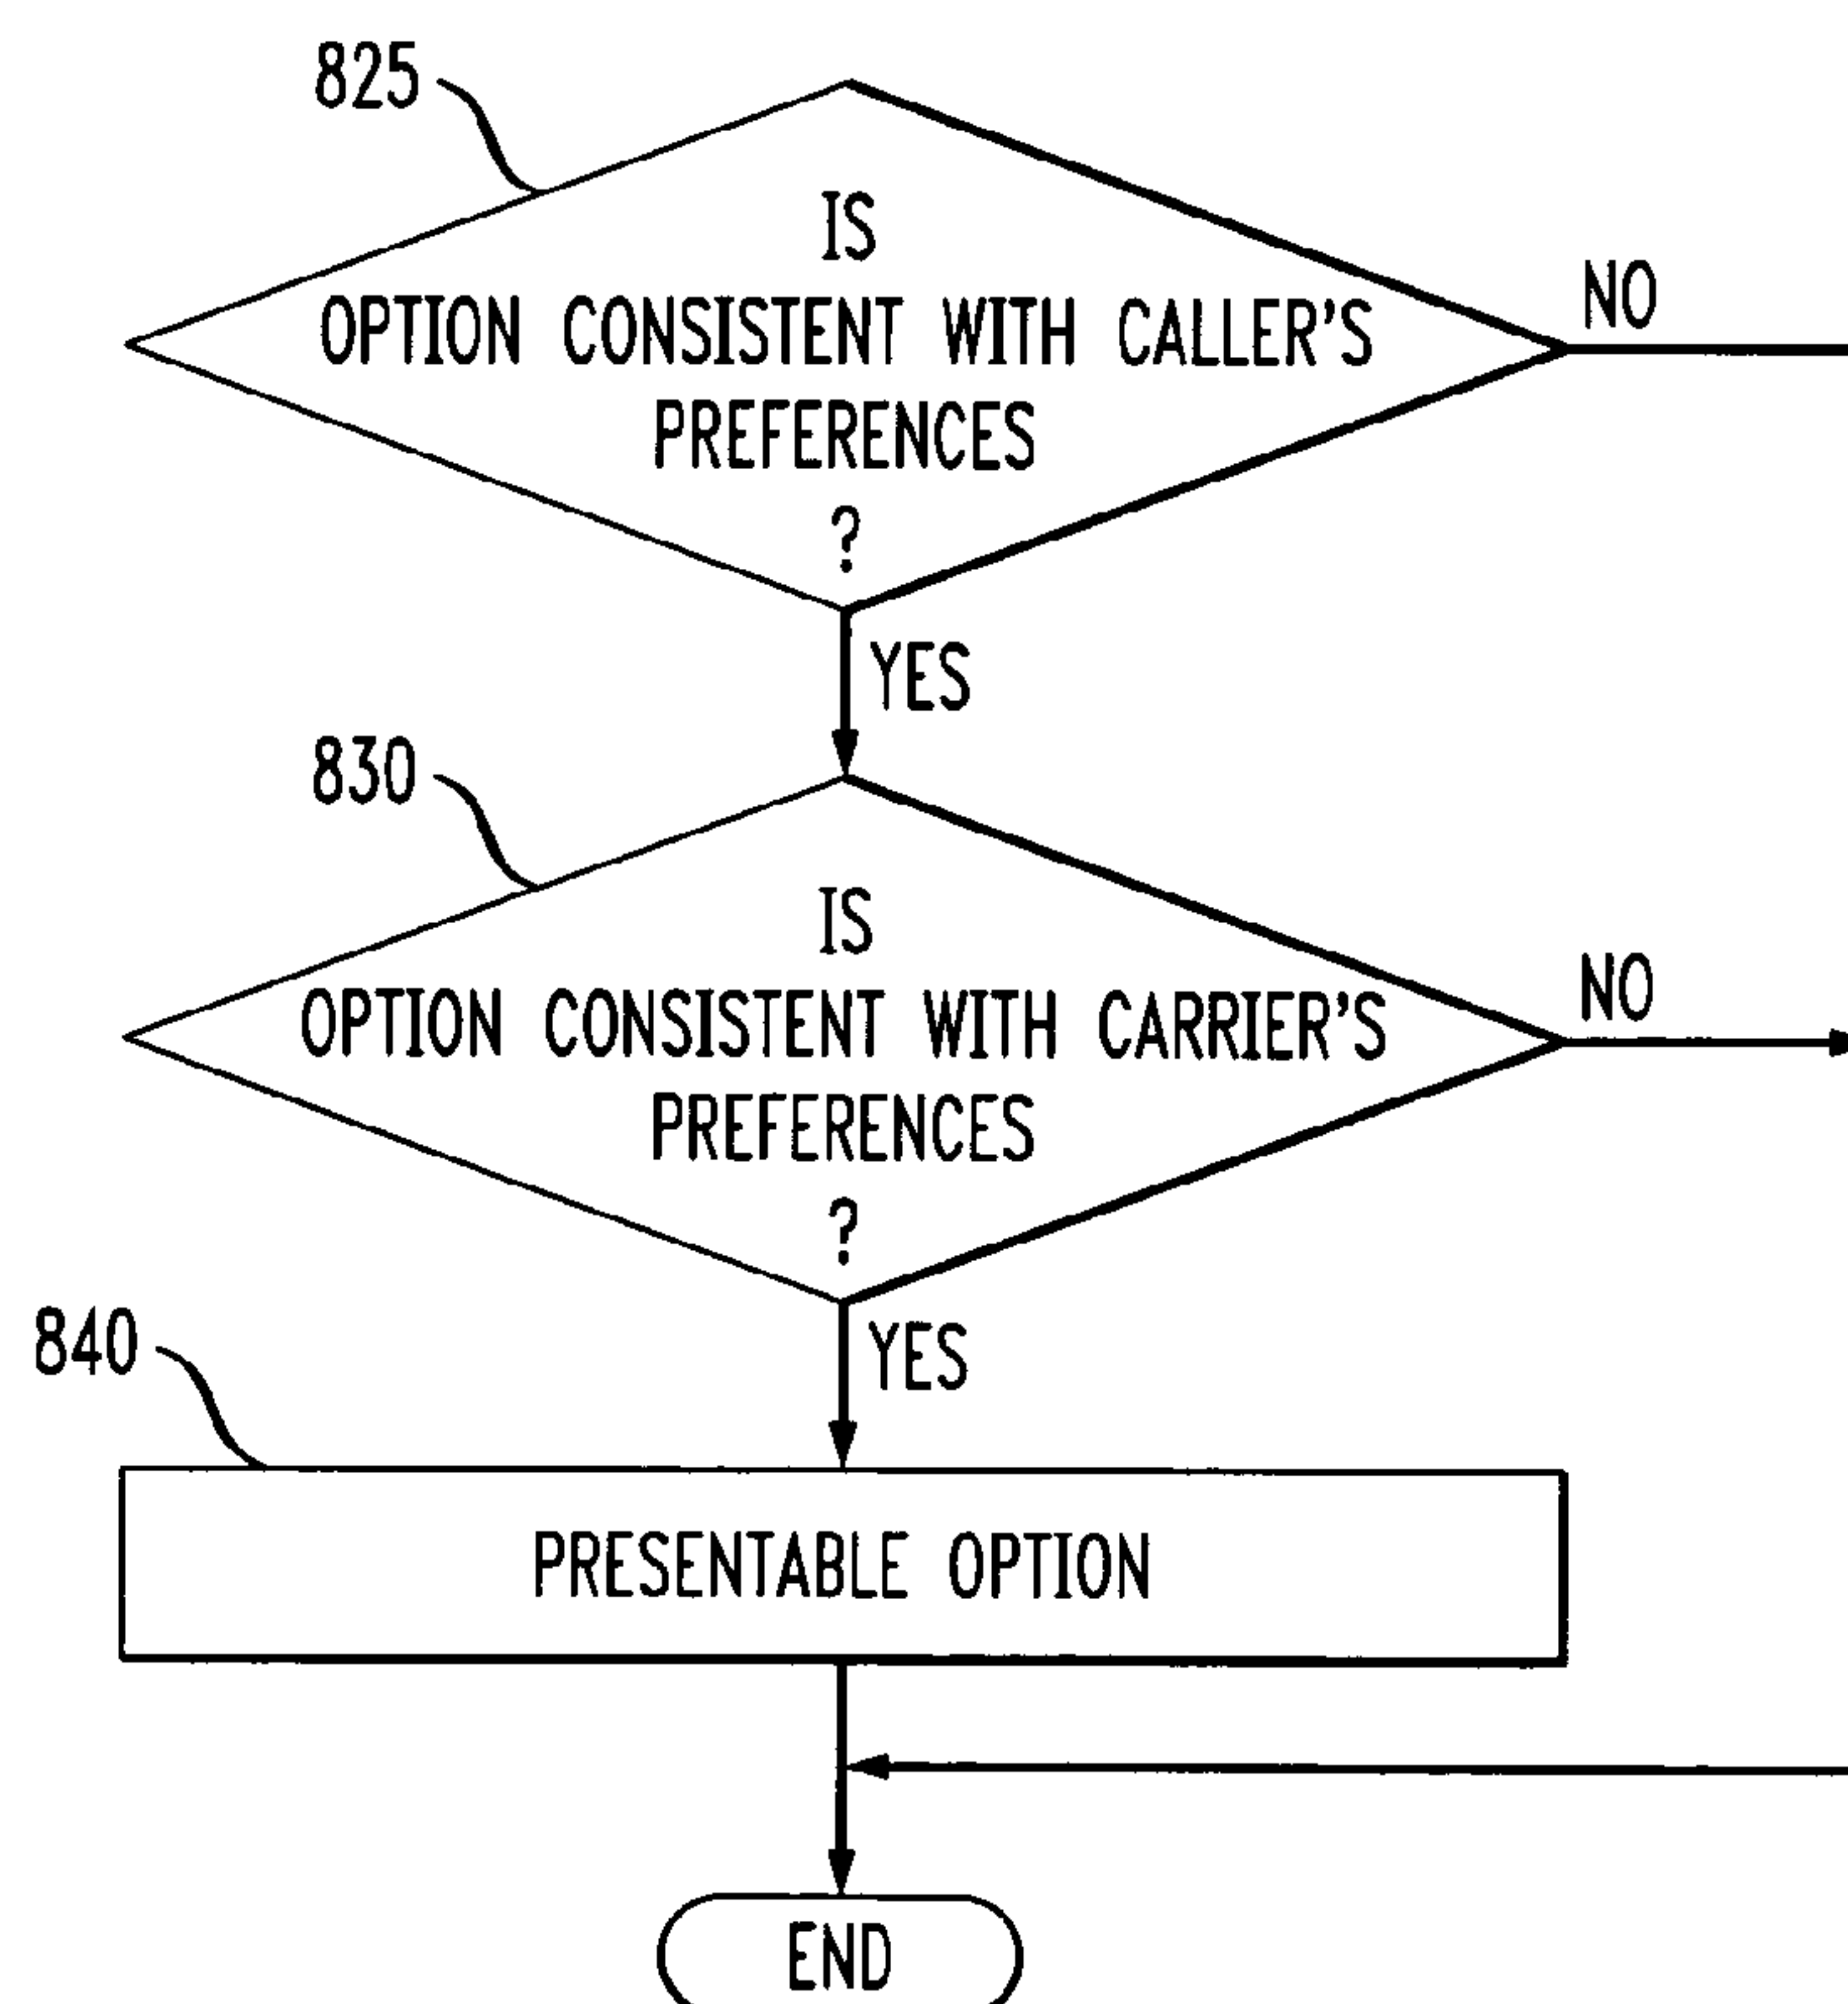 825
IS
OPTION CONSISTENT WITH CALLER'S
PREFERENCES
?
NO
YES
830
IS
OPTION CONSISTENT WITH CARRIER'S
PREFERENCES
?
NO
YES
840
PRESENTABLE OPTION
END